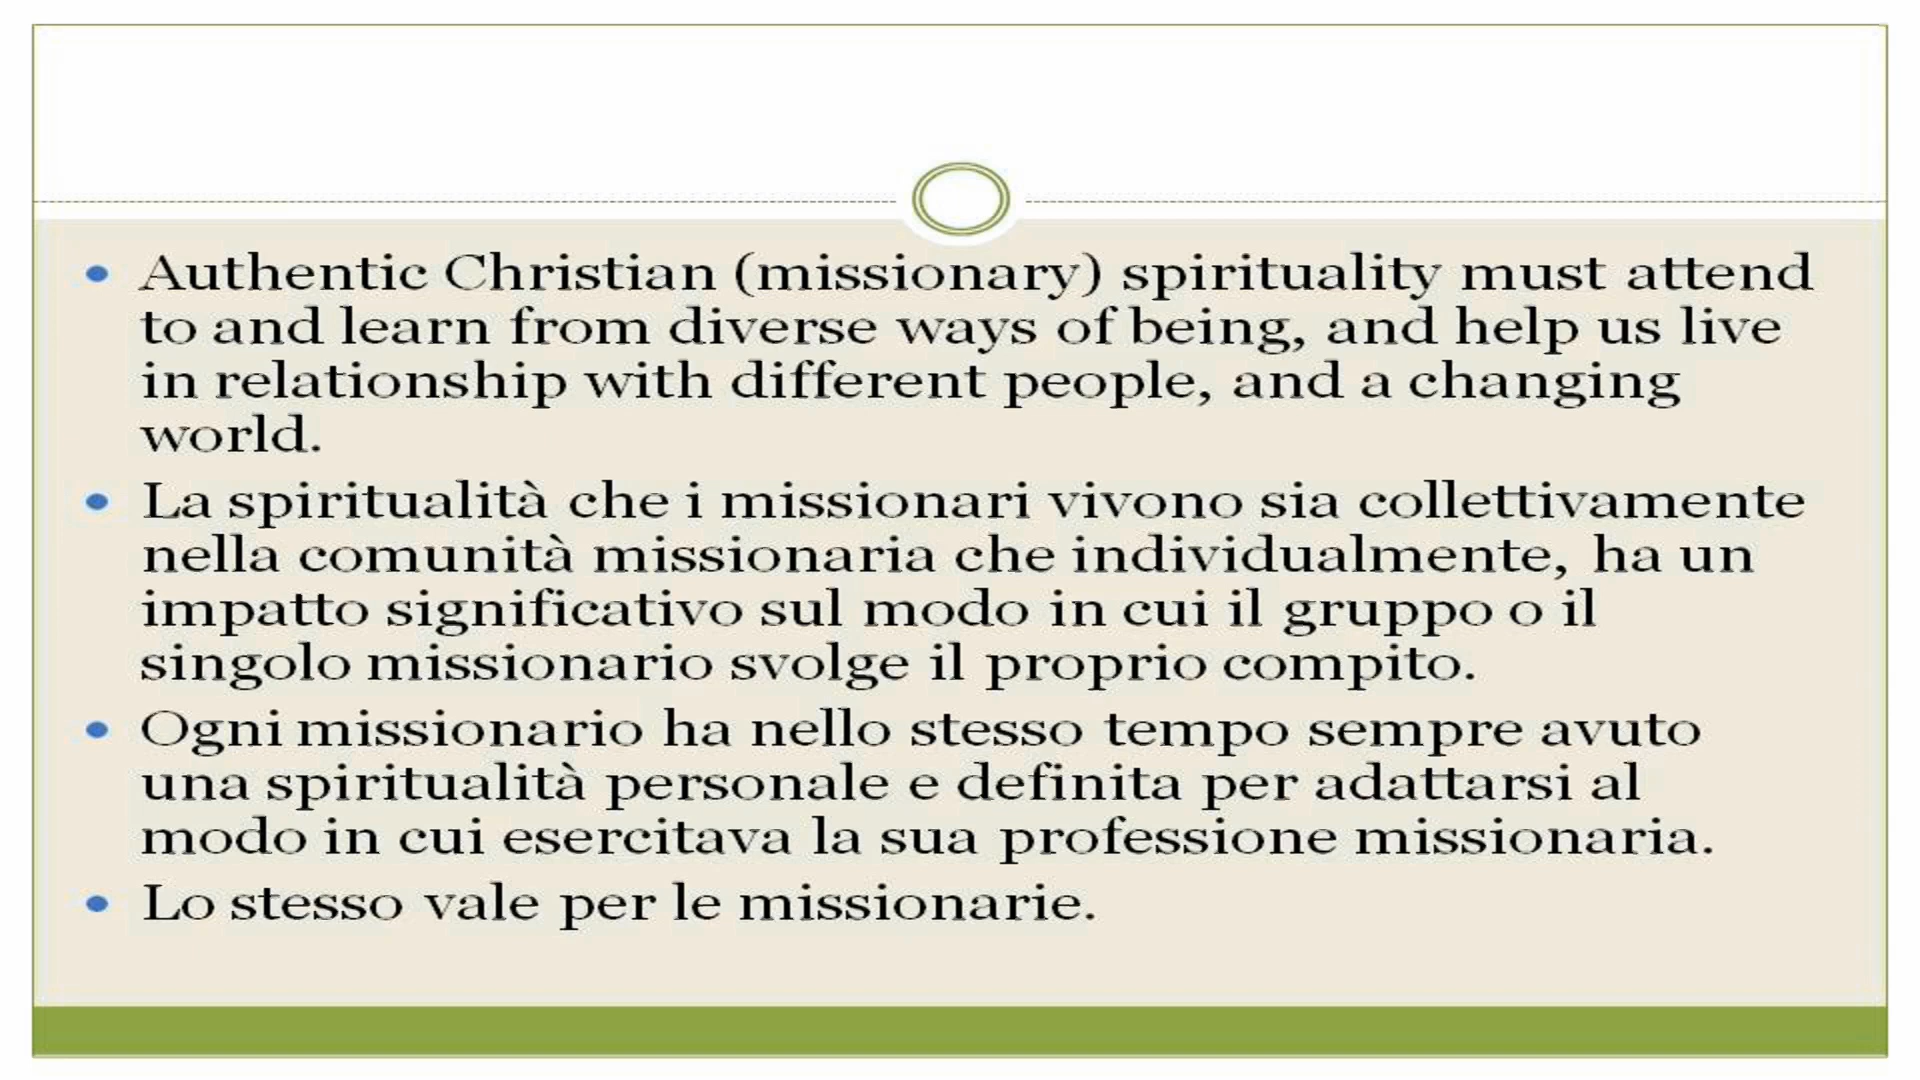 • Authentic Christian (missionary) spirituality must attend
to and learn from diverse ways of being, and help us live
in relationship with different people, and a changing
world.
• La spiritualità che i missionari vivono sia collettivamente
nella comunità missionaria che individualmente, ha un
impatto significativo sul modo in cui il gruppo o il
singolo missionario svolge il proprio compito.
• Ogni missionario ha nello stesso tempo sempre avuto
una spiritualità personale e definita per adattarsi al
modo in cui esercitava la sua professione missionaria.
• Lo stesso vale per le missionarie.